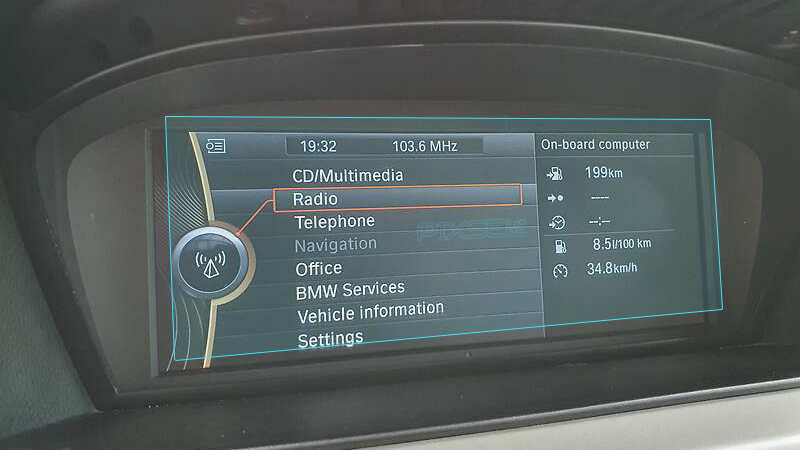 19:32 103.6 MHz
CD/Multimedia
Radio
Telephone
Navigation
Office
BMW Services
Vehicle information
Settings
On-board computer
199km
----
--:--
8.5l/100 km
34.8km/h